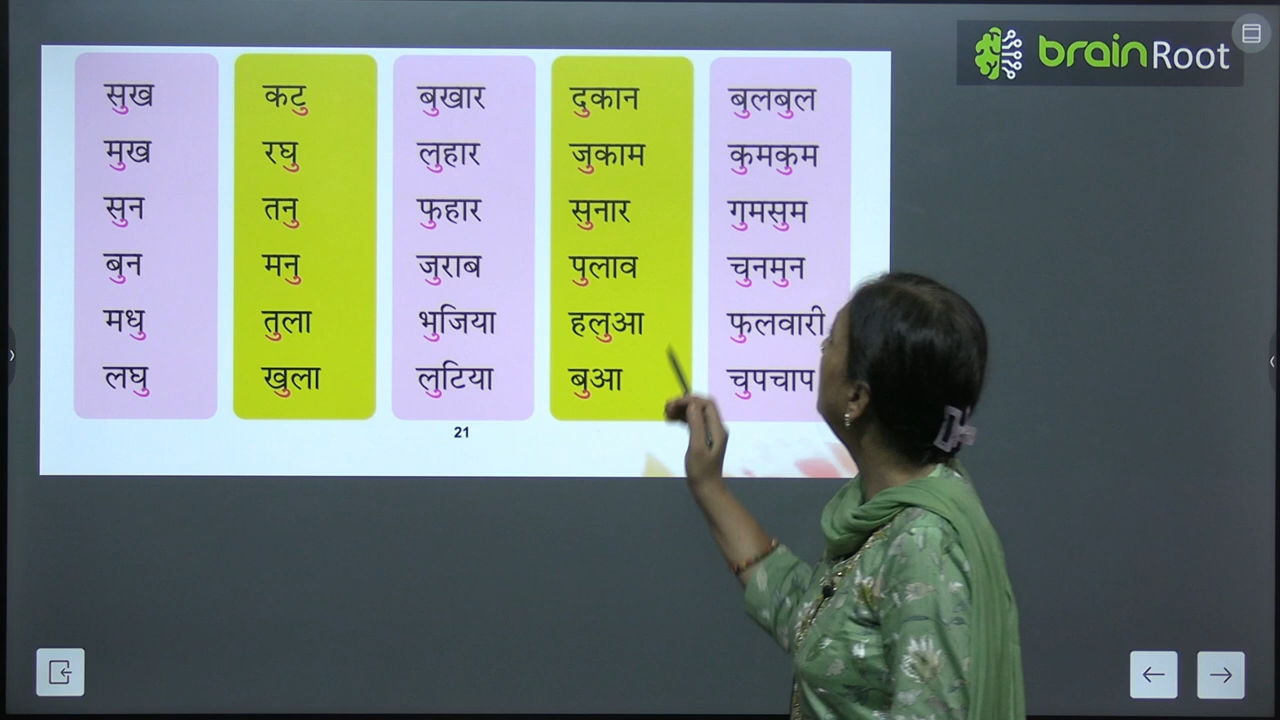 brainRoot
सुख कटु बुखार दुकान बुलबुल
मुख रघु लुहार जुकाम कुमकुम
सुन तनु फुहार सुनार गुमसुम
बुन मनु जुराब पुलाव चुनमुन
मधु तुला भुजिया हलुआ फुलवारी
लघु खुला लुटिया बुआ चुपचाप
21